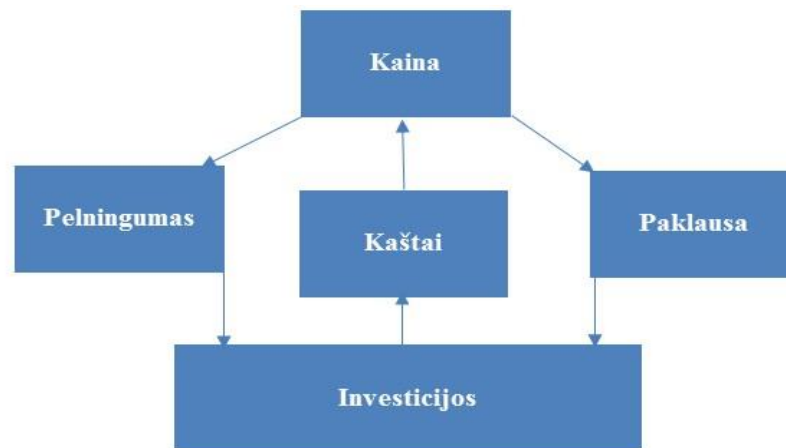 Kaina
Pelningumas
Kaštai
Paklausa
Investicijos